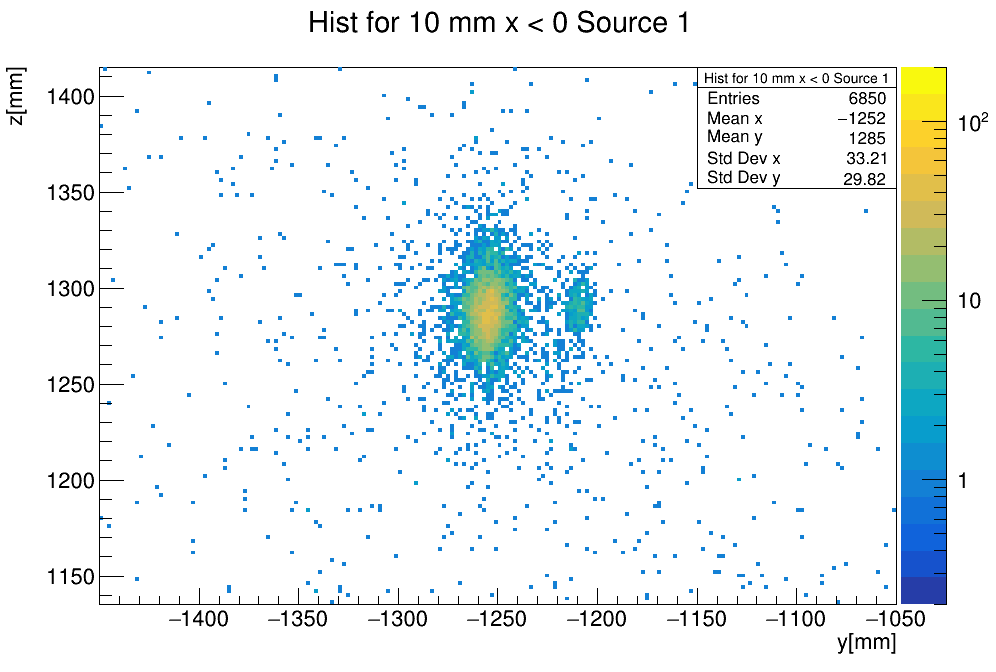 Hist for 10 mm x < 0 Source 1
z[mm]
Hist for 10 mm x < 0 Source 1
Entries 6850
Mean x −1252
Mean y 1285
Std Dev x 33.21
Std Dev y 29.82
1400
1350
1300
1250
1200
1150
10²
10
1
−1400 −1350 −1300 −1250 −1200 −1150 −1100 −1050
y[mm]